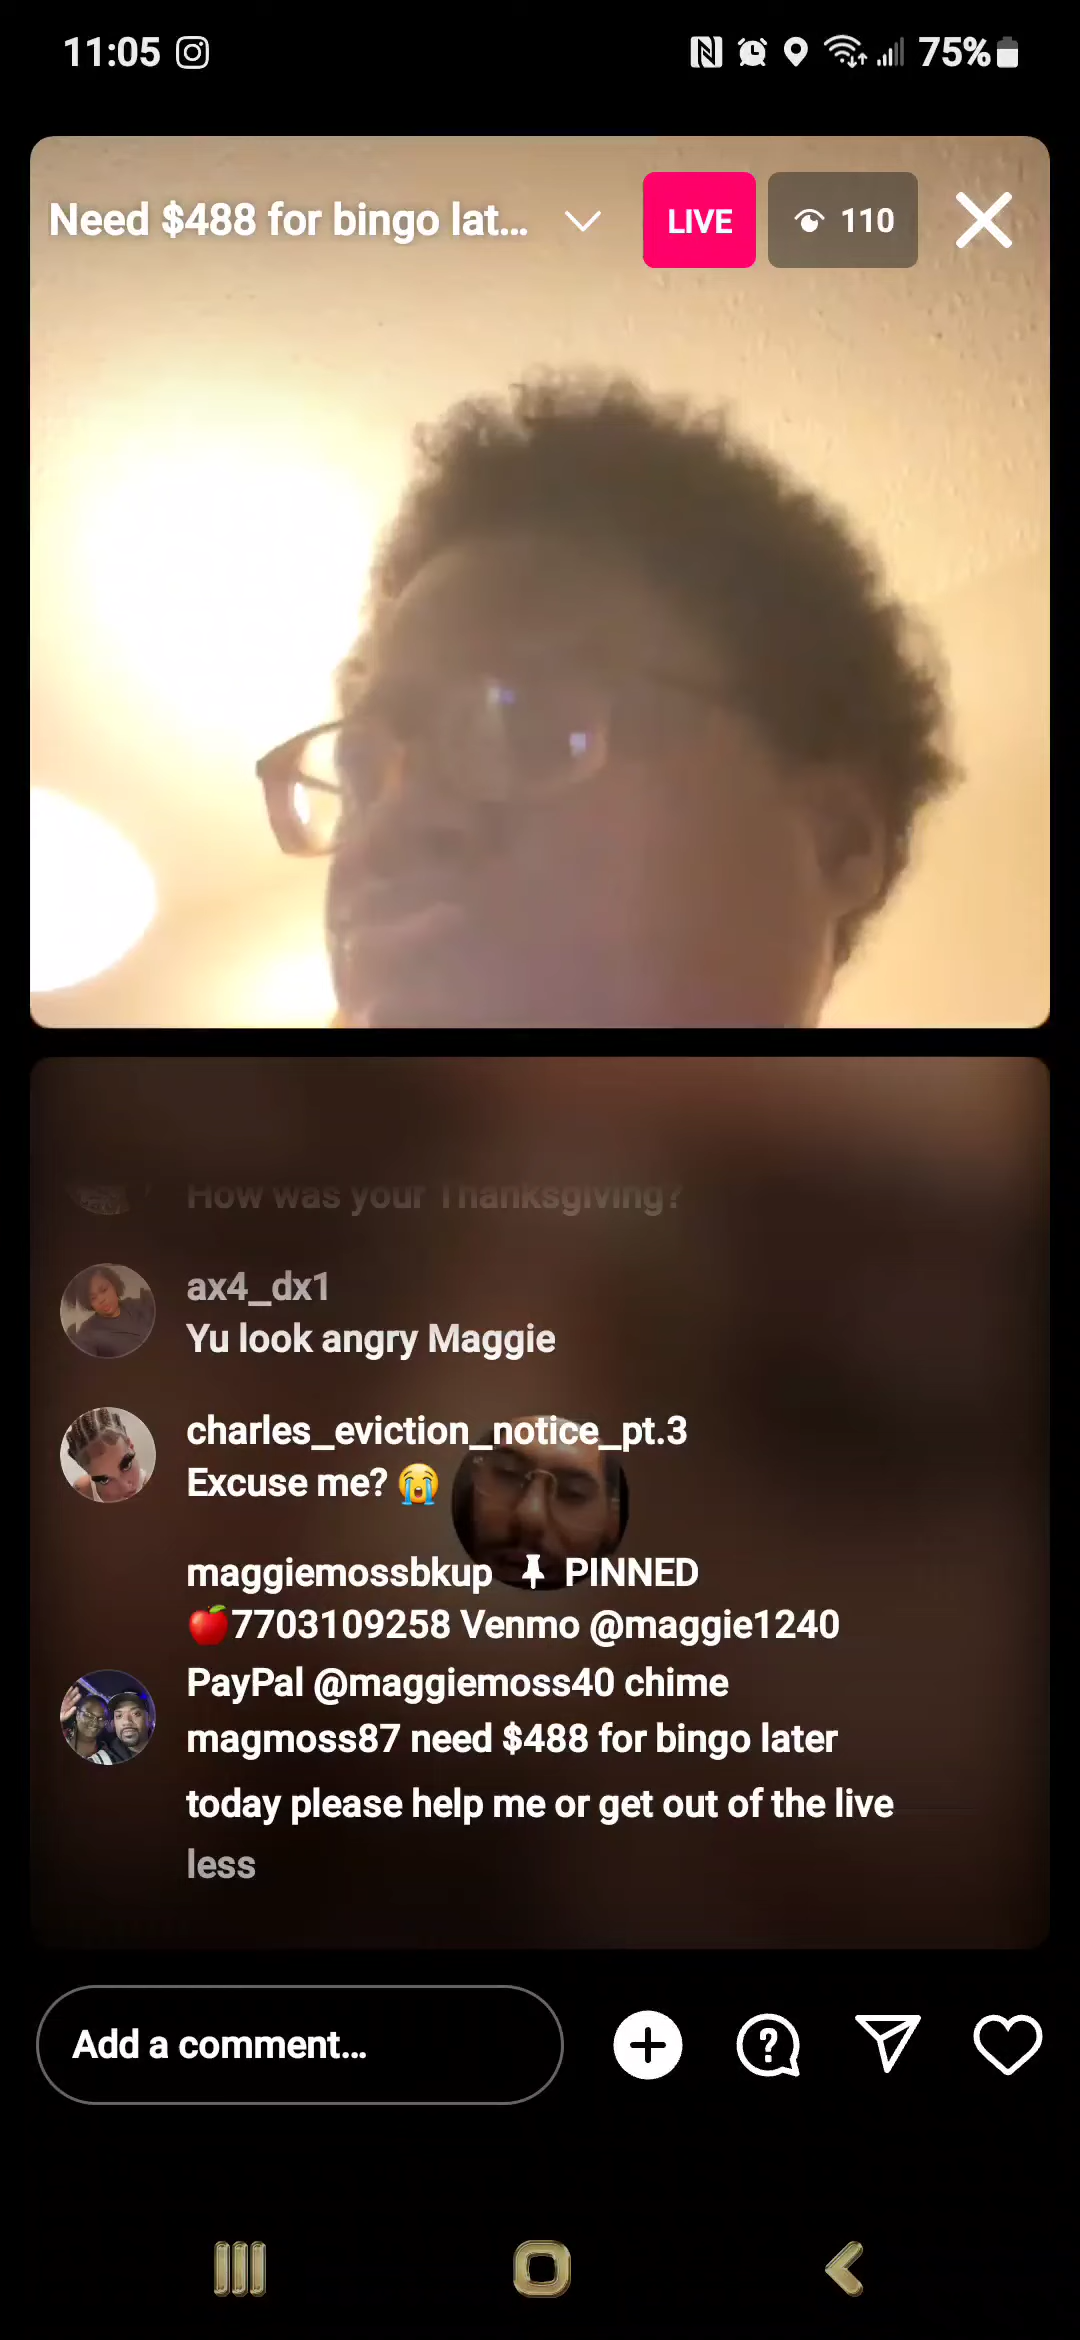 11:05
75%
Need $488 for bingo lat...
LIVE
110
How was your Thanksgiving?
ax4_dx1
Yu look angry Maggie
charles_eviction_notice_pt.3
Excuse me? 😭
maggiemossbkup 📌 PINNED
🍎7703109258 Venmo @maggie1240
PayPal @maggiemoss40 chime
magmoss87 need $488 for bingo later
today please help me or get out of the live
less
Add a comment...